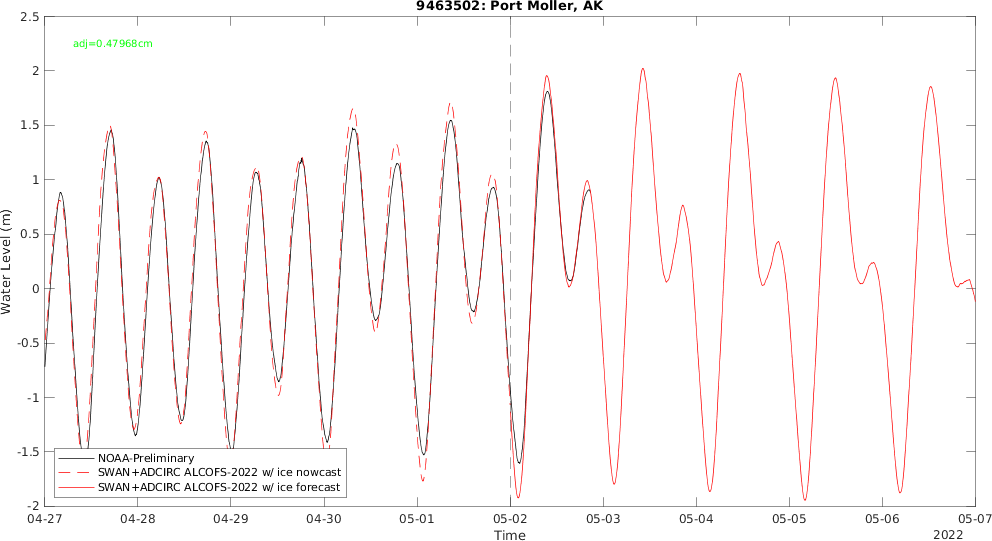 9463502: Port Moller, AK
adj=0.47968cm
Water Level (m)
2.5
2
1.5
1
0.5
0
-0.5
-1
-1.5
-2
NOAA-Preliminary
SWAN+ADCIRC ALCOFS-2022 w/ ice nowcast
SWAN+ADCIRC ALCOFS-2022 w/ ice forecast
04-27 04-28 04-29 04-30 05-01 05-02 05-03 05-04 05-05 05-06 05-07
Time
2022